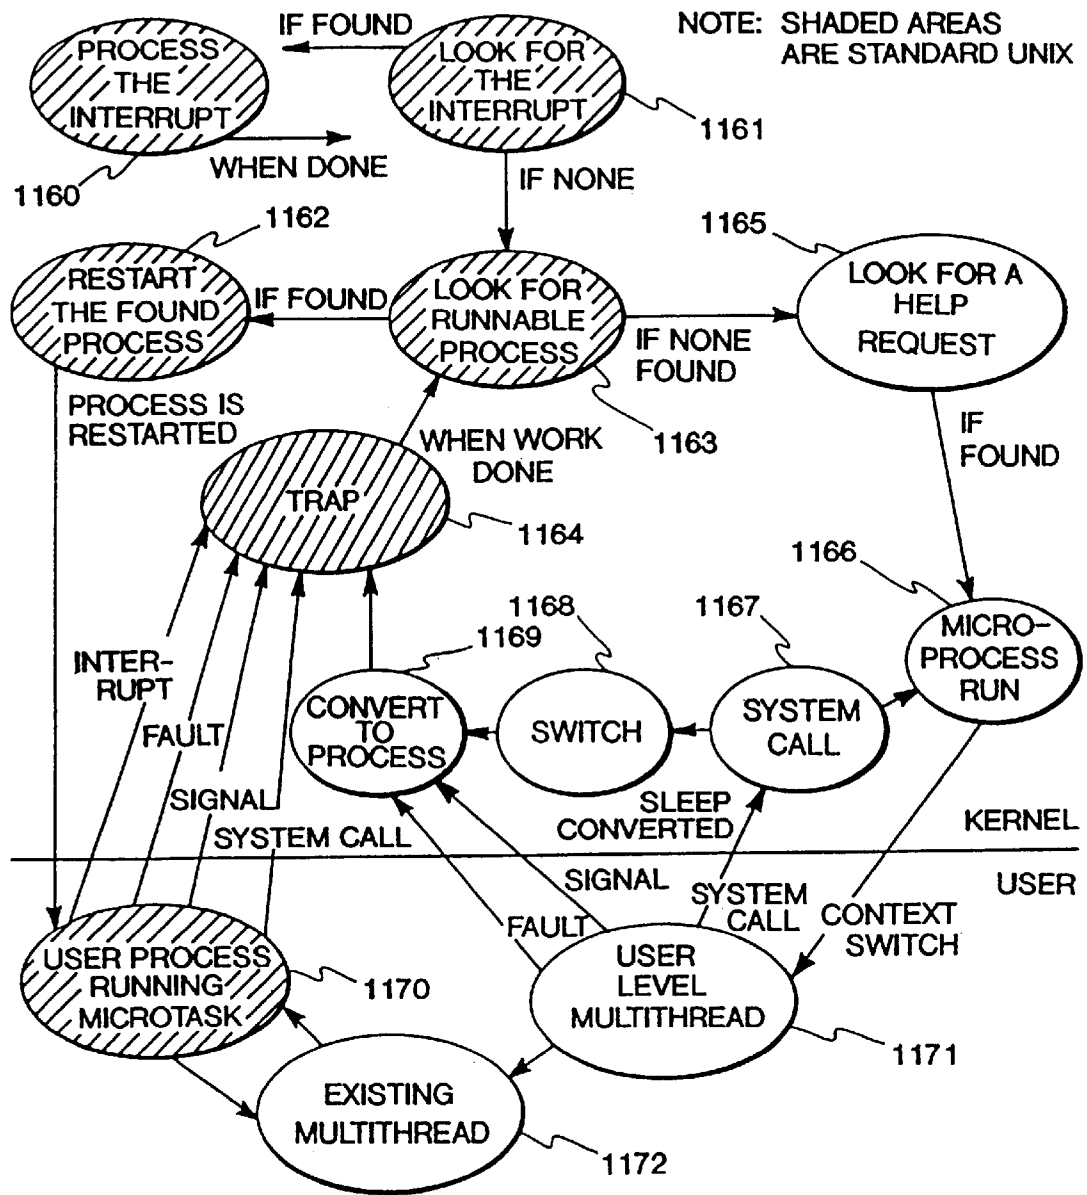 IF FOUND
NOTE: SHADED AREAS
ARE STANDARD UNIX
PROCESS
THE
INTERRUPT
LOOK FOR
THE
INTERRUPT
1161
WHEN DONE
1160
IF NONE
1162
1165
RESTART
THE FOUND
PROCESS
IF FOUND
LOOK FOR
RUNNABLE
PROCESS
IF NONE
FOUND
LOOK FOR A
HELP
REQUEST
PROCESS IS
RESTARTED
1163
WHEN WORK
DONE
IF
FOUND
TRAP
1164
1166
1168
1167
1169
MICRO-
PROCESS
RUN
INTER-
RUPT
CONVERT
TO
PROCESS
SWITCH
SYSTEM
CALL
FAULT
SIGNAL
SYSTEM CALL
SLEEP
CONVERTED
KERNEL
USER
SIGNAL
SYSTEM
CALL
FAULT
CONTEXT
SWITCH
USER PROCESS
RUNNING
MICROTASK
1170
USER
LEVEL
MULTITHREAD
1171
EXISTING
MULTITHREAD
1172